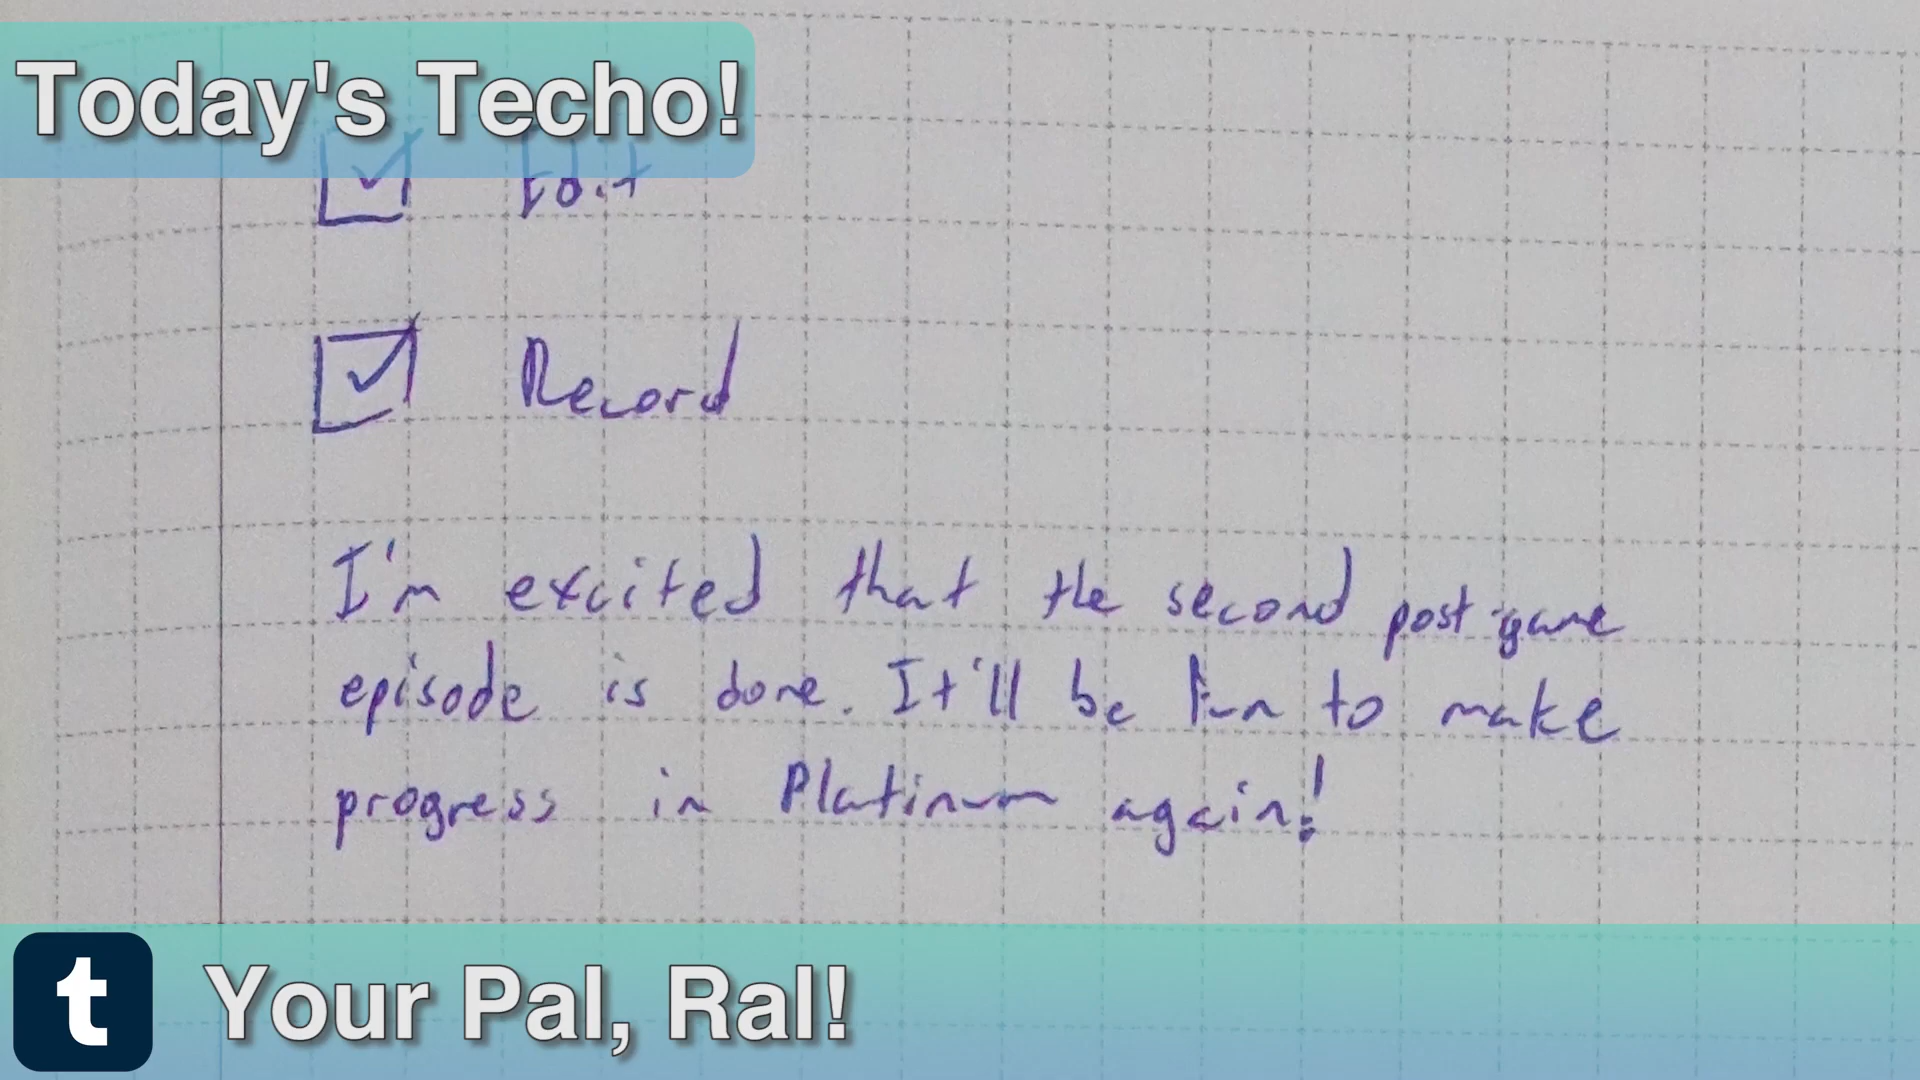 Today's Techo!
Edit
Record
I'm excited that the second post-game
episode is done. It'll be fun to make
progress in Platinum again!
t Your Pal, Ral!